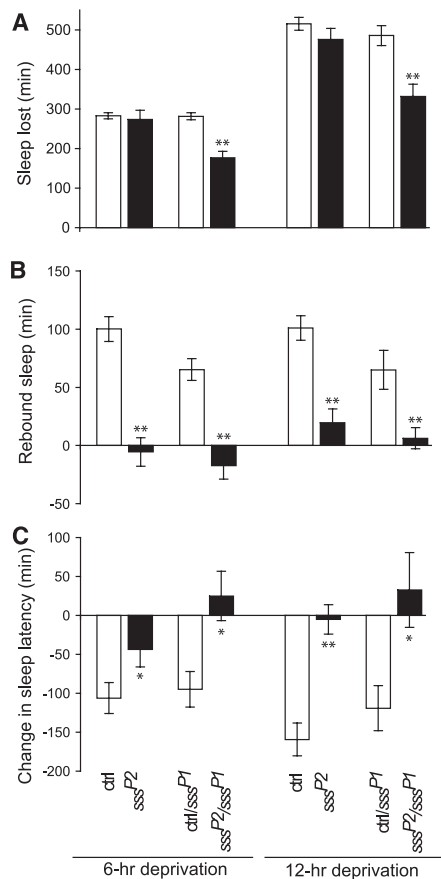 A
Sleep lost (min)
500
400
300
200
100
0
**
**
B
Rebound sleep (min)
150
100
50
0
-50
**
**
**
**
C
Change in sleep latency (min)
100
50
0
-50
-100
-150
-200
*
*
**
*
ctrl
sssP2
ctrl/sssP1
sssP2/sssP1
ctrl
sssP2
ctrl/sssP1
sssP2/sssP1
6-hr deprivation
12-hr deprivation